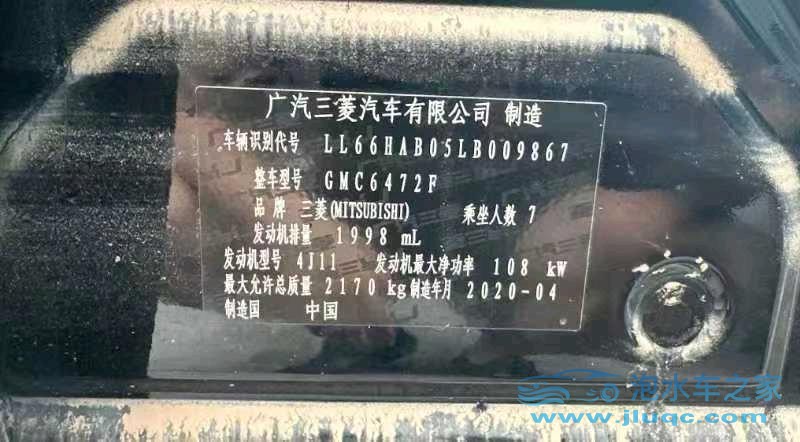 广汽三菱汽车有限公司 制造
车辆识别代号 LL66HAB05LB009867
整车型号 GMC6472F
品牌 三菱(MITSUBISHI) 乘坐人数 7
发动机排量 1998 mL
发动机型号 4J11 发动机最大净功率 108 kW
最大允许总质量 2170 kg 制造年月 2020-04
制造国 中国
泡水车之家
www.jluqc.com